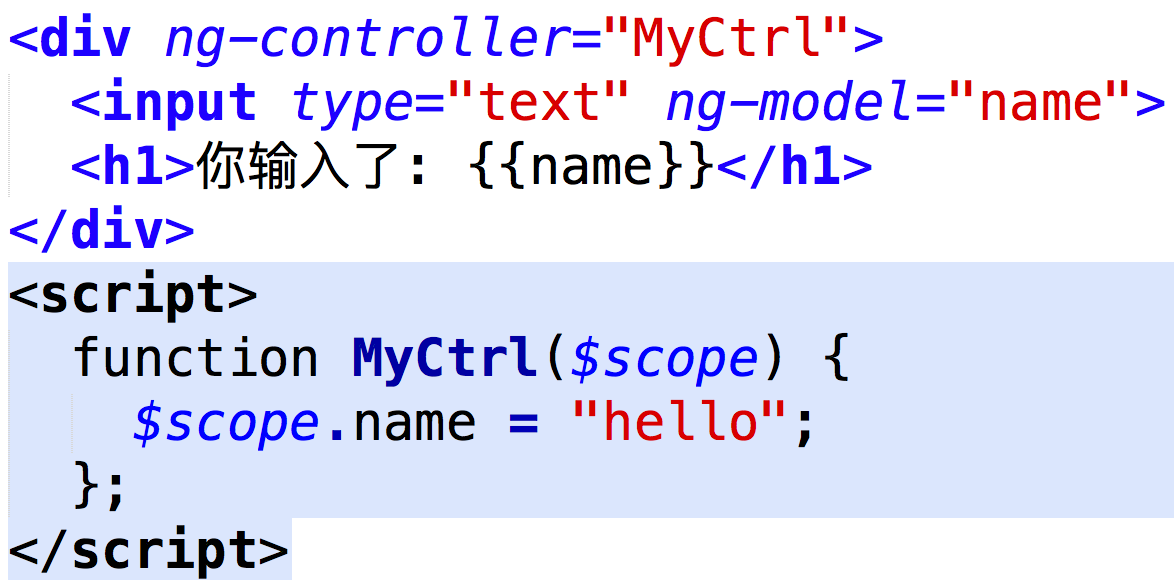 <div ng-controller="MyCtrl">
<input type="text" ng-model="name">
<h1>你输入了: {{name}}</h1>
</div>
<script>
function MyCtrl($scope) {
$scope.name = "hello";
};
</script>